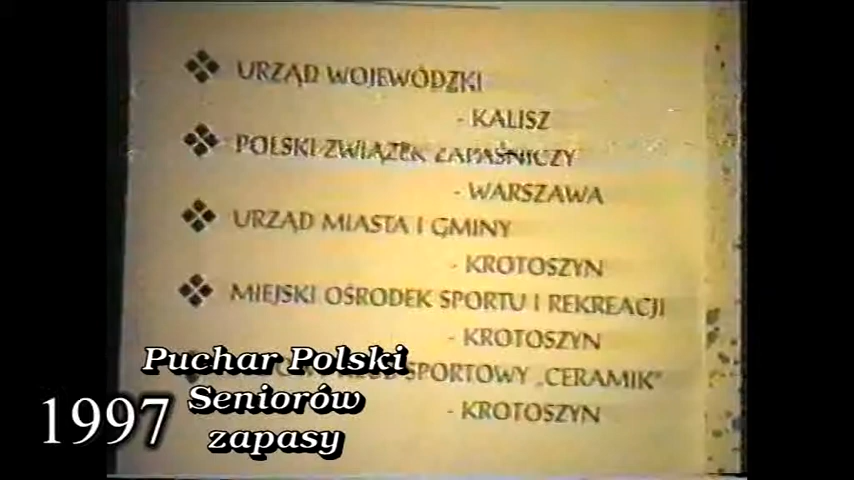 URZĄD WOJEWÓDZKI
- KALISZ
POLSKI ZWIĄZEK ZAPAŚNICZY
- WARSZAWA
URZĄD MIASTA I GMINY
- KROTOSZYN
MIEJSKI OŚRODEK SPORTU I REKREACJI
- KROTOSZYN
SPORTOWY „CERAMIK"
- KROTOSZYN
Puchar Polski
Seniorów
zapasy
1997